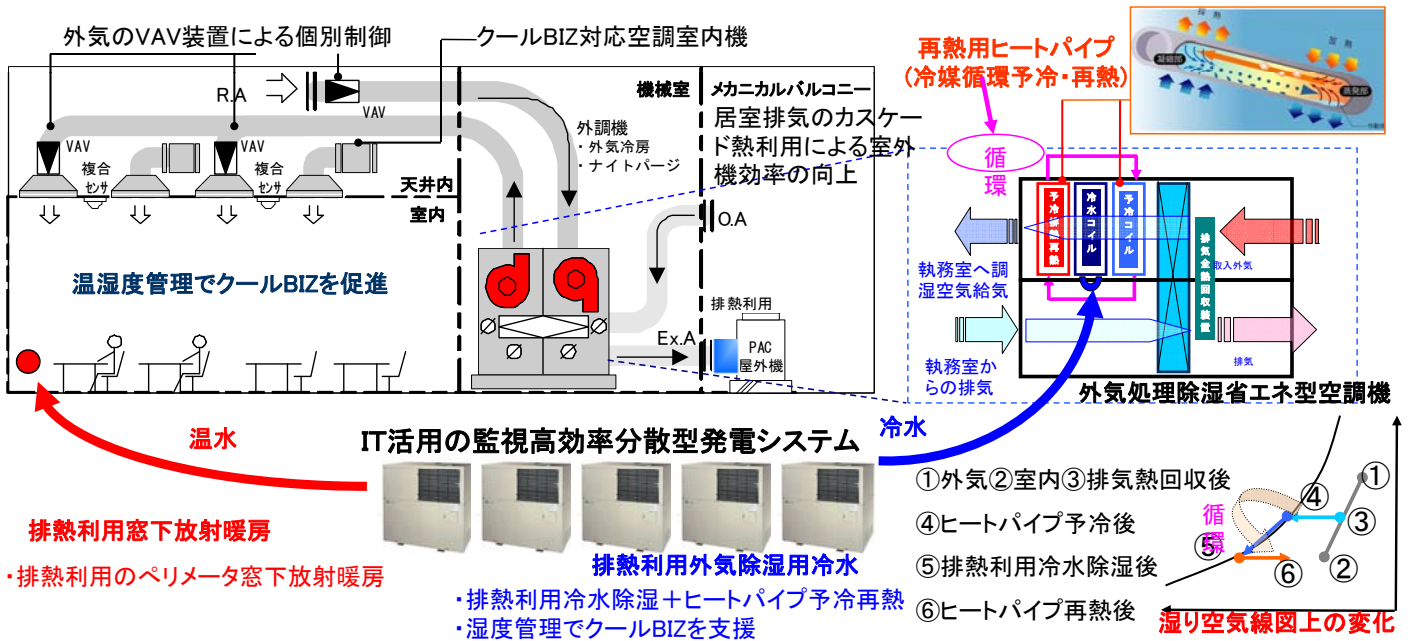 外気のVAV装置による個別制御
クールBIZ対応空調室内機
R.A
VAV
機械室
メカニカルバルコニー
居室排気のカスケー
ド熱利用による室外
機効率の向上
外調機
・外気冷房
・ナイトパージ
VAV
複合
センサ
VAV
複合
センサ
天井内
室内
O.A
温湿度管理でクールBIZを促進
排熱利用
Ex.A
PAC
屋外機
再熱用ヒートパイプ
(冷媒循環予冷・再熱)
凝縮部
蒸発部
循
環
予冷排熱再熱
冷水コイル
予冷コイル
排気全熱回収装置
取入外気
執務室へ調
湿空気給気
執務室か
らの排気
排気
外気処理除湿省エネ型空調機
温水
IT活用の監視高効率分散型発電システム
冷水
排熱利用窓下放射暖房
・排熱利用のペリメータ窓下放射暖房
排熱利用外気除湿用冷水
・排熱利用冷水除湿+ヒートパイプ予冷再熱
・湿度管理でクールBIZを支援
①外気②室内③排気熱回収後
④ヒートパイプ予冷後
⑤排熱利用冷水除湿後
⑥ヒートパイプ再熱後
①
④
循
環
③
⑤
⑥
②
湿り空気線図上の変化